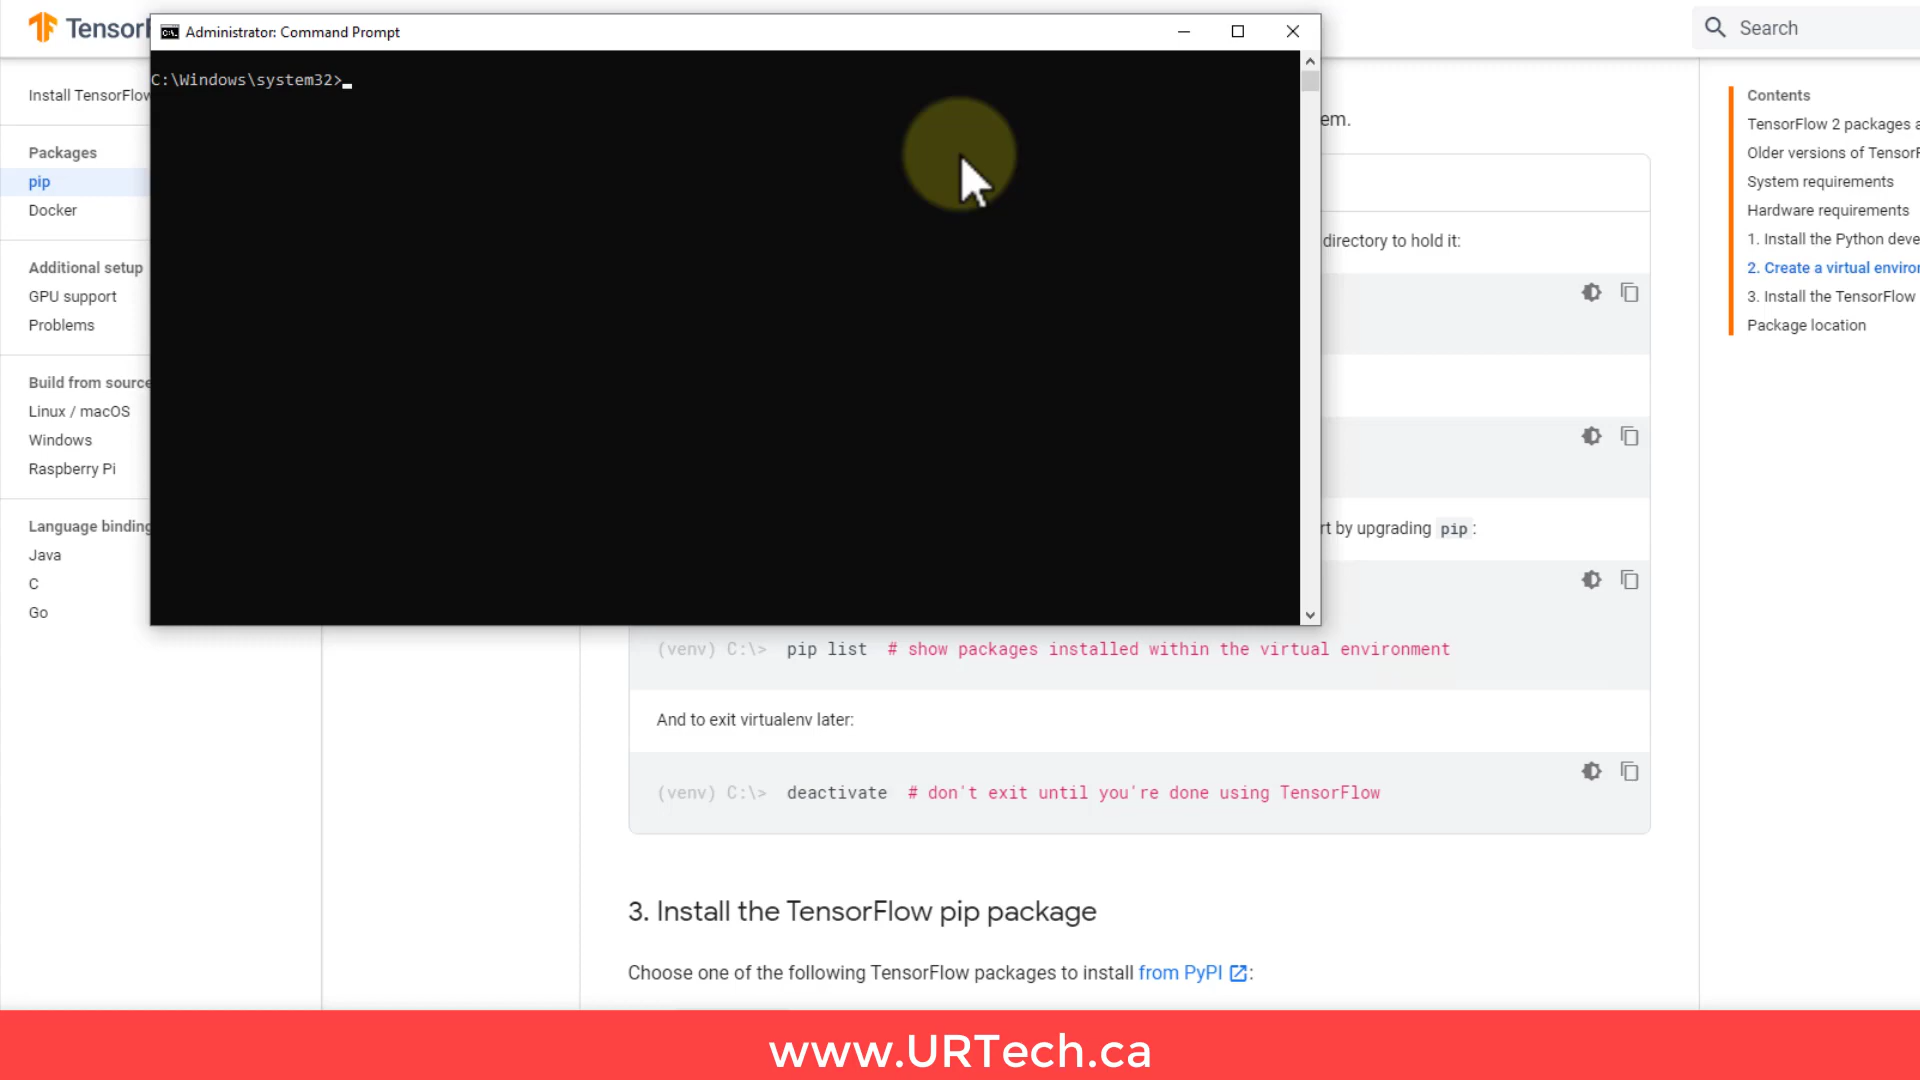 TensorF
Search
Administrator: Command Prompt
C:\Windows\system32>
Install TensorFlow
Packages
pip
Docker
Additional setup
GPU support
Problems
Build from source
Linux / macOS
Windows
Raspberry Pi
Language binding
Java
C
Go
em.
directory to hold it:
rt by upgrading pip:
(venv) C:\> pip list # show packages installed within the virtual environment
And to exit virtualenv later:
(venv) C:\> deactivate # don't exit until you're done using TensorFlow
3. Install the TensorFlow pip package
Choose one of the following TensorFlow packages to install from PyPI:
Contents
TensorFlow 2 packages a
Older versions of TensorF
System requirements
Hardware requirements
1. Install the Python deve
2. Create a virtual enviro
3. Install the TensorFlow
Package location
www.URTech.ca